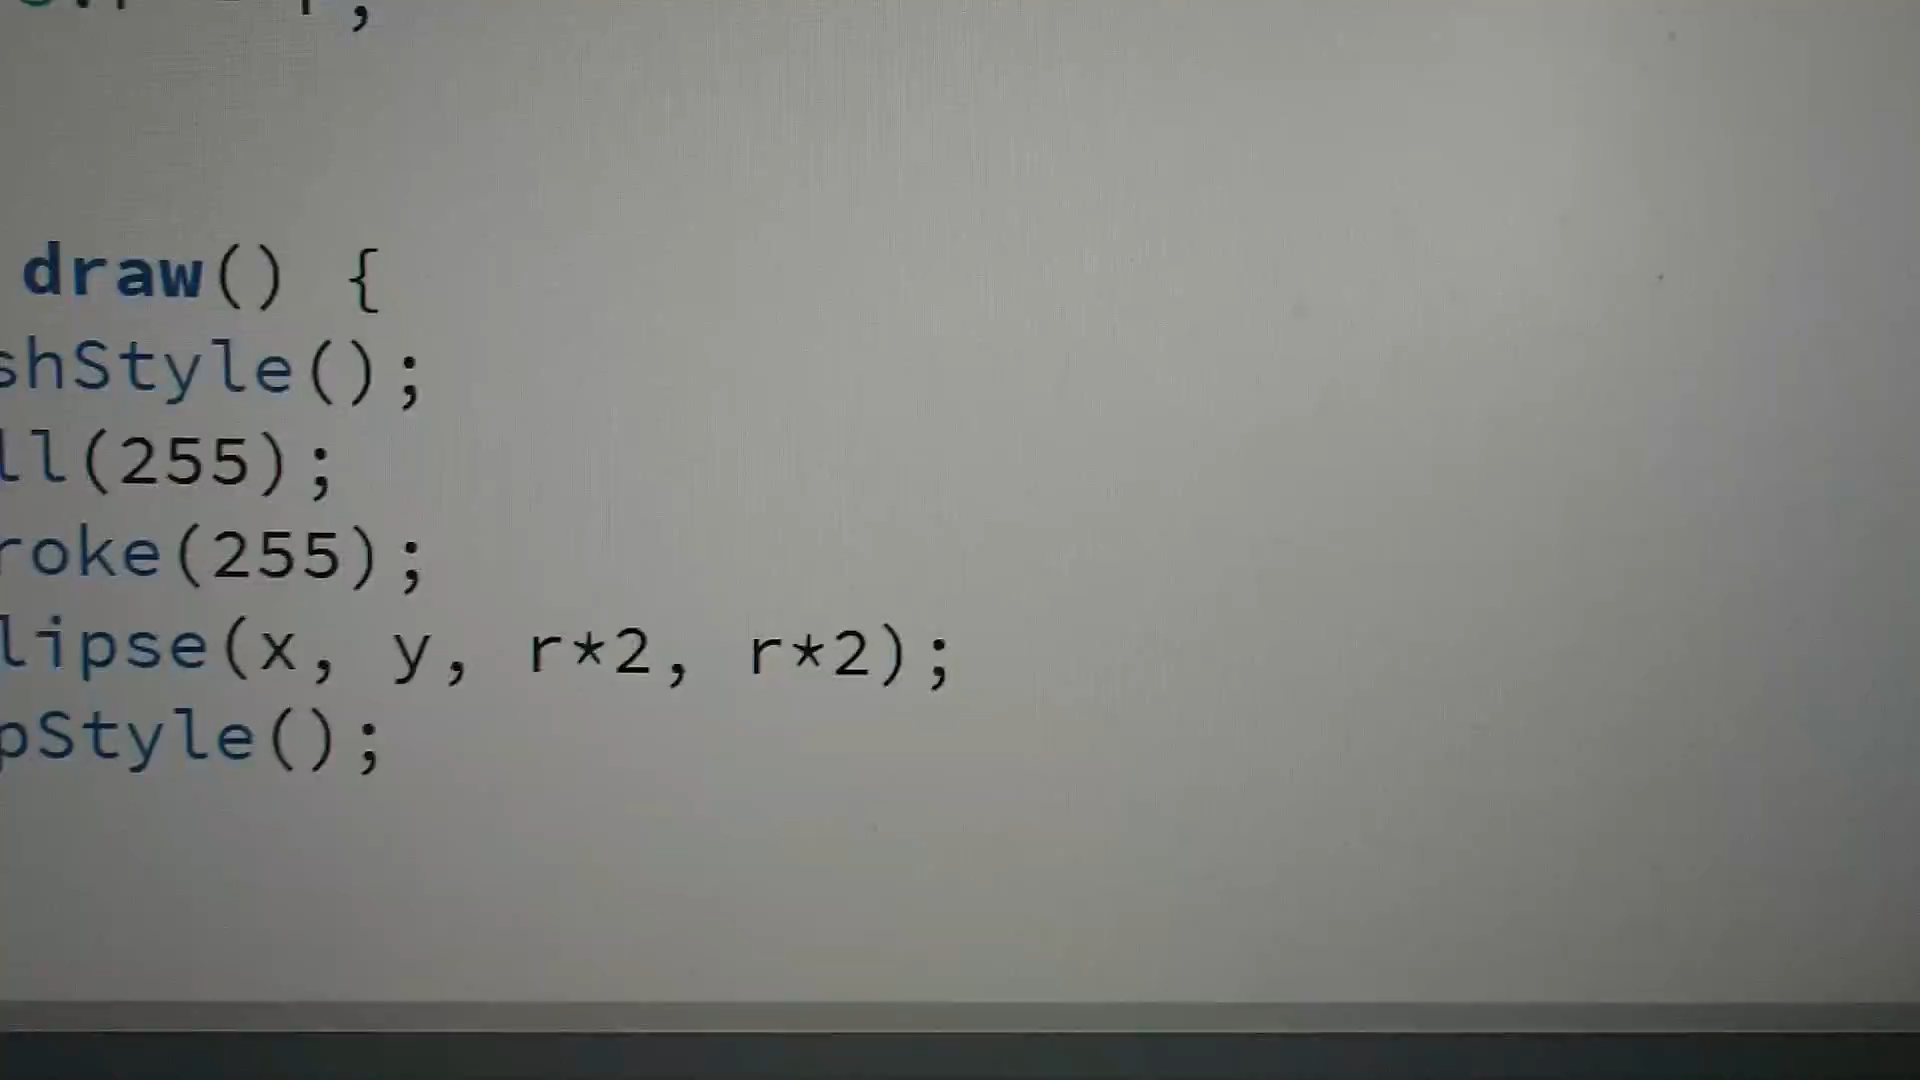 draw() {
shStyle();
ll(255);
roke(255);
lipse(x, y, r*2, r*2);
pStyle();